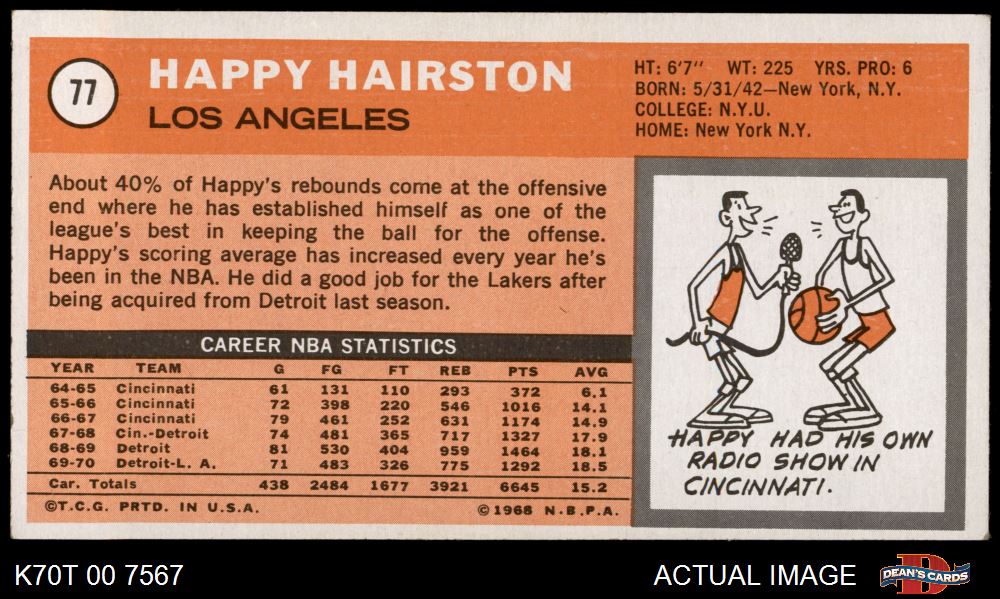 77
HAPPY HAIRSTON
LOS ANGELES
HT: 6'7" WT: 225 YRS. PRO: 6
BORN: 5/31/42—New York, N.Y.
COLLEGE: N.Y.U.
HOME: New York N.Y.
About 40% of Happy's rebounds come at the offensive
end where he has established himself as one of the
league's best in keeping the ball for the offense.
Happy's scoring average has increased every year he's
been in the NBA. He did a good job for the Lakers after
being acquired from Detroit last season.
CAREER NBA STATISTICS
YEAR TEAM G FG FT REB PTS AVG
64-65 Cincinnati 61 131 110 293 372 6.1
65-66 Cincinnati 72 398 220 546 1016 14.1
66-67 Cincinnati 79 461 252 631 1174 14.9
67-68 Cin.-Detroit 74 481 365 717 1327 17.9
68-69 Detroit 81 530 404 959 1464 18.1
69-70 Detroit-L. A. 71 483 326 775 1292 18.5
Car. Totals 438 2484 1677 3921 6645 15.2
©T.C.G. PRTD. IN U.S.A. ©1968 N.B.P.A.
HAPPY HAD HIS OWN
RADIO SHOW IN
CINCINNATI.
K70T 00 7567
ACTUAL IMAGE
DEAN'S CARDS